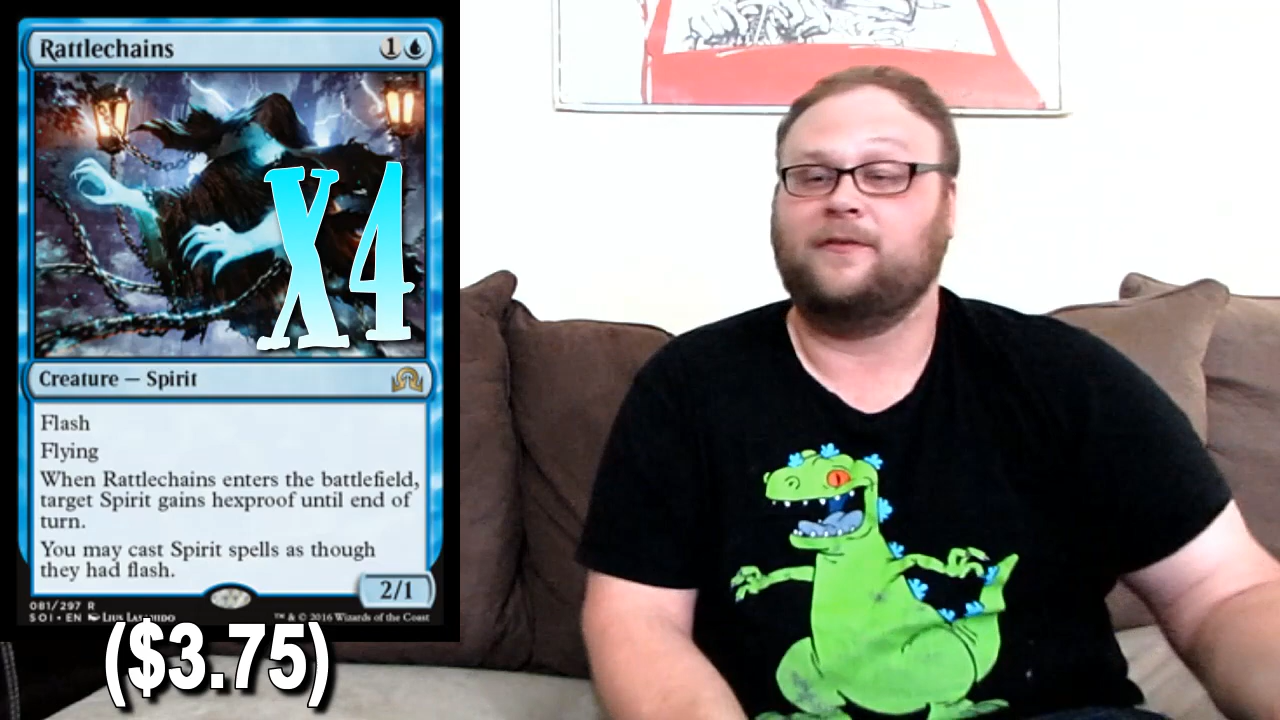 Rattlechains 1
X4
Creature — Spirit
Flash
Flying
When Rattlechains enters the battlefield,
target Spirit gains hexproof until end of
turn.
You may cast Spirit spells as though
they had flash.
2/1
081/297 R
SOI • EN
™ & © 2016 Wizards of the Coast
($3.75)